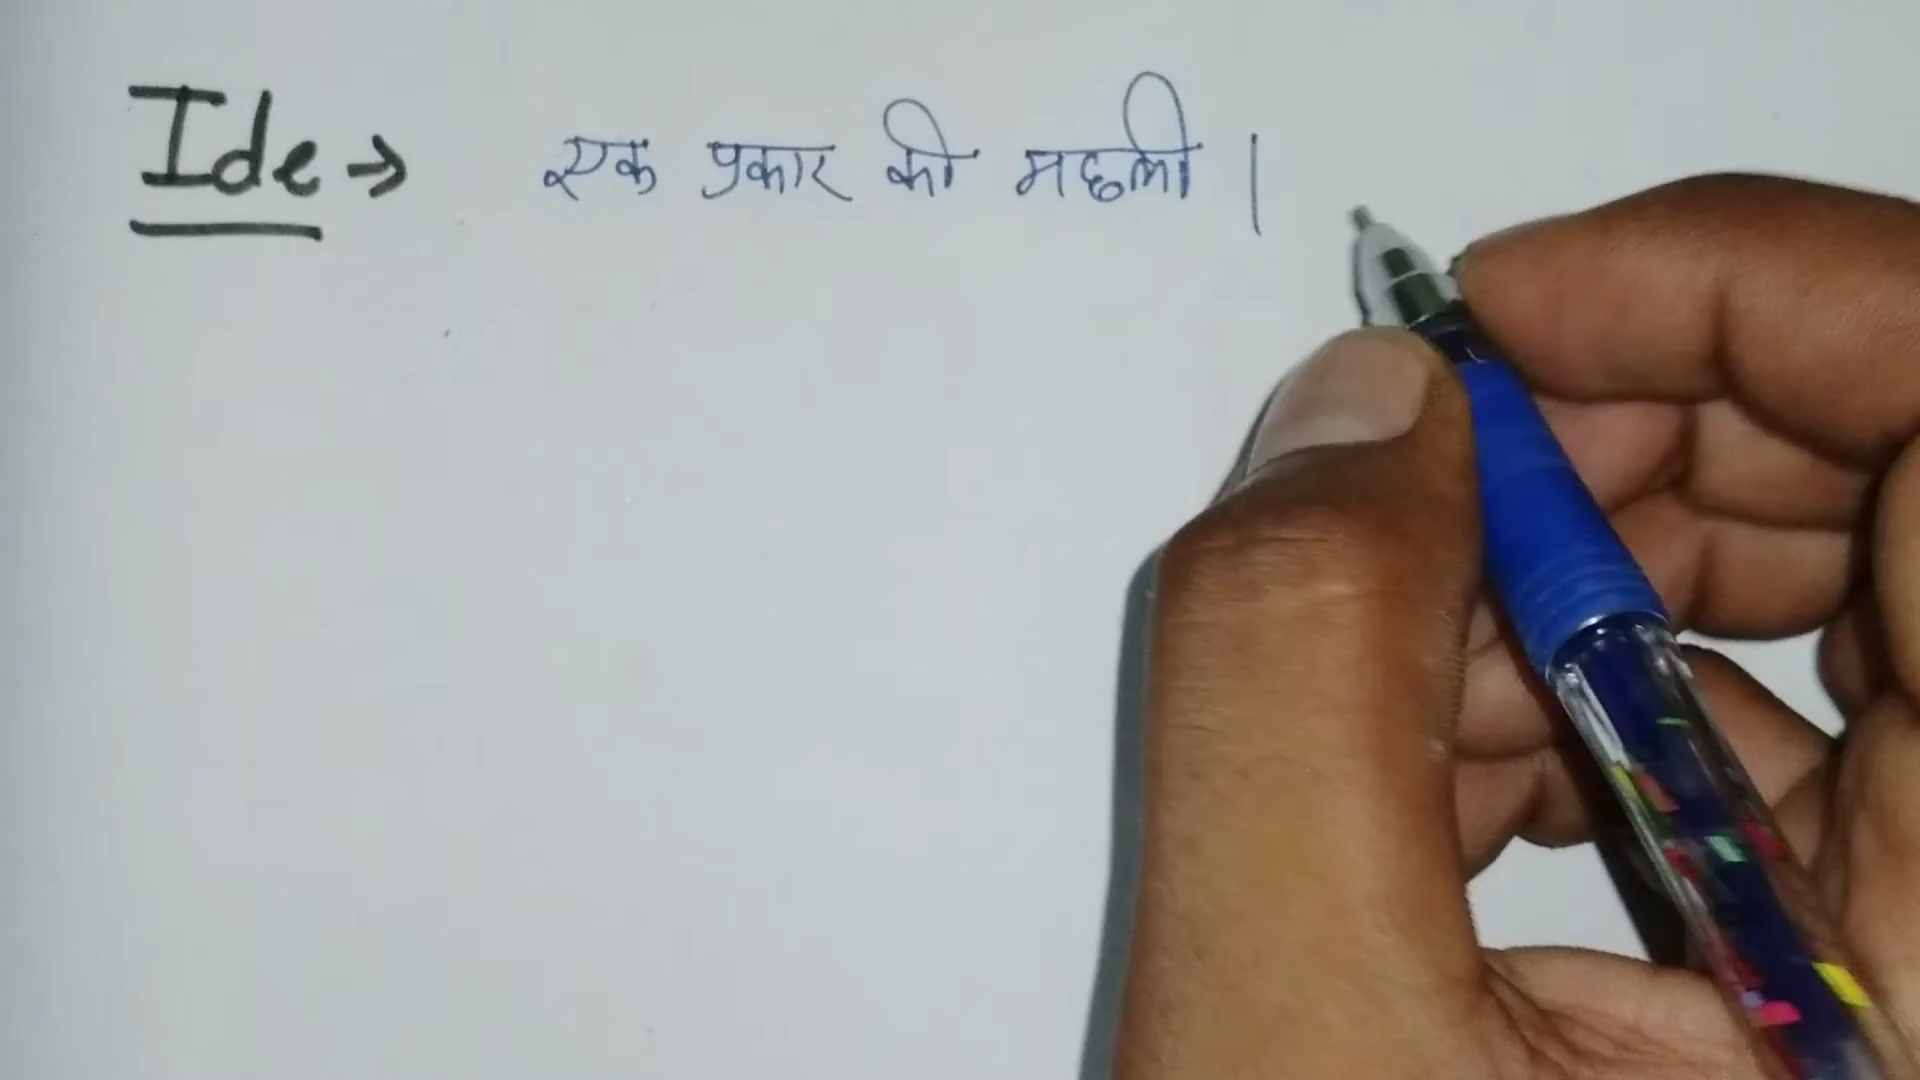 Ide → एक प्रकार की मछली ।